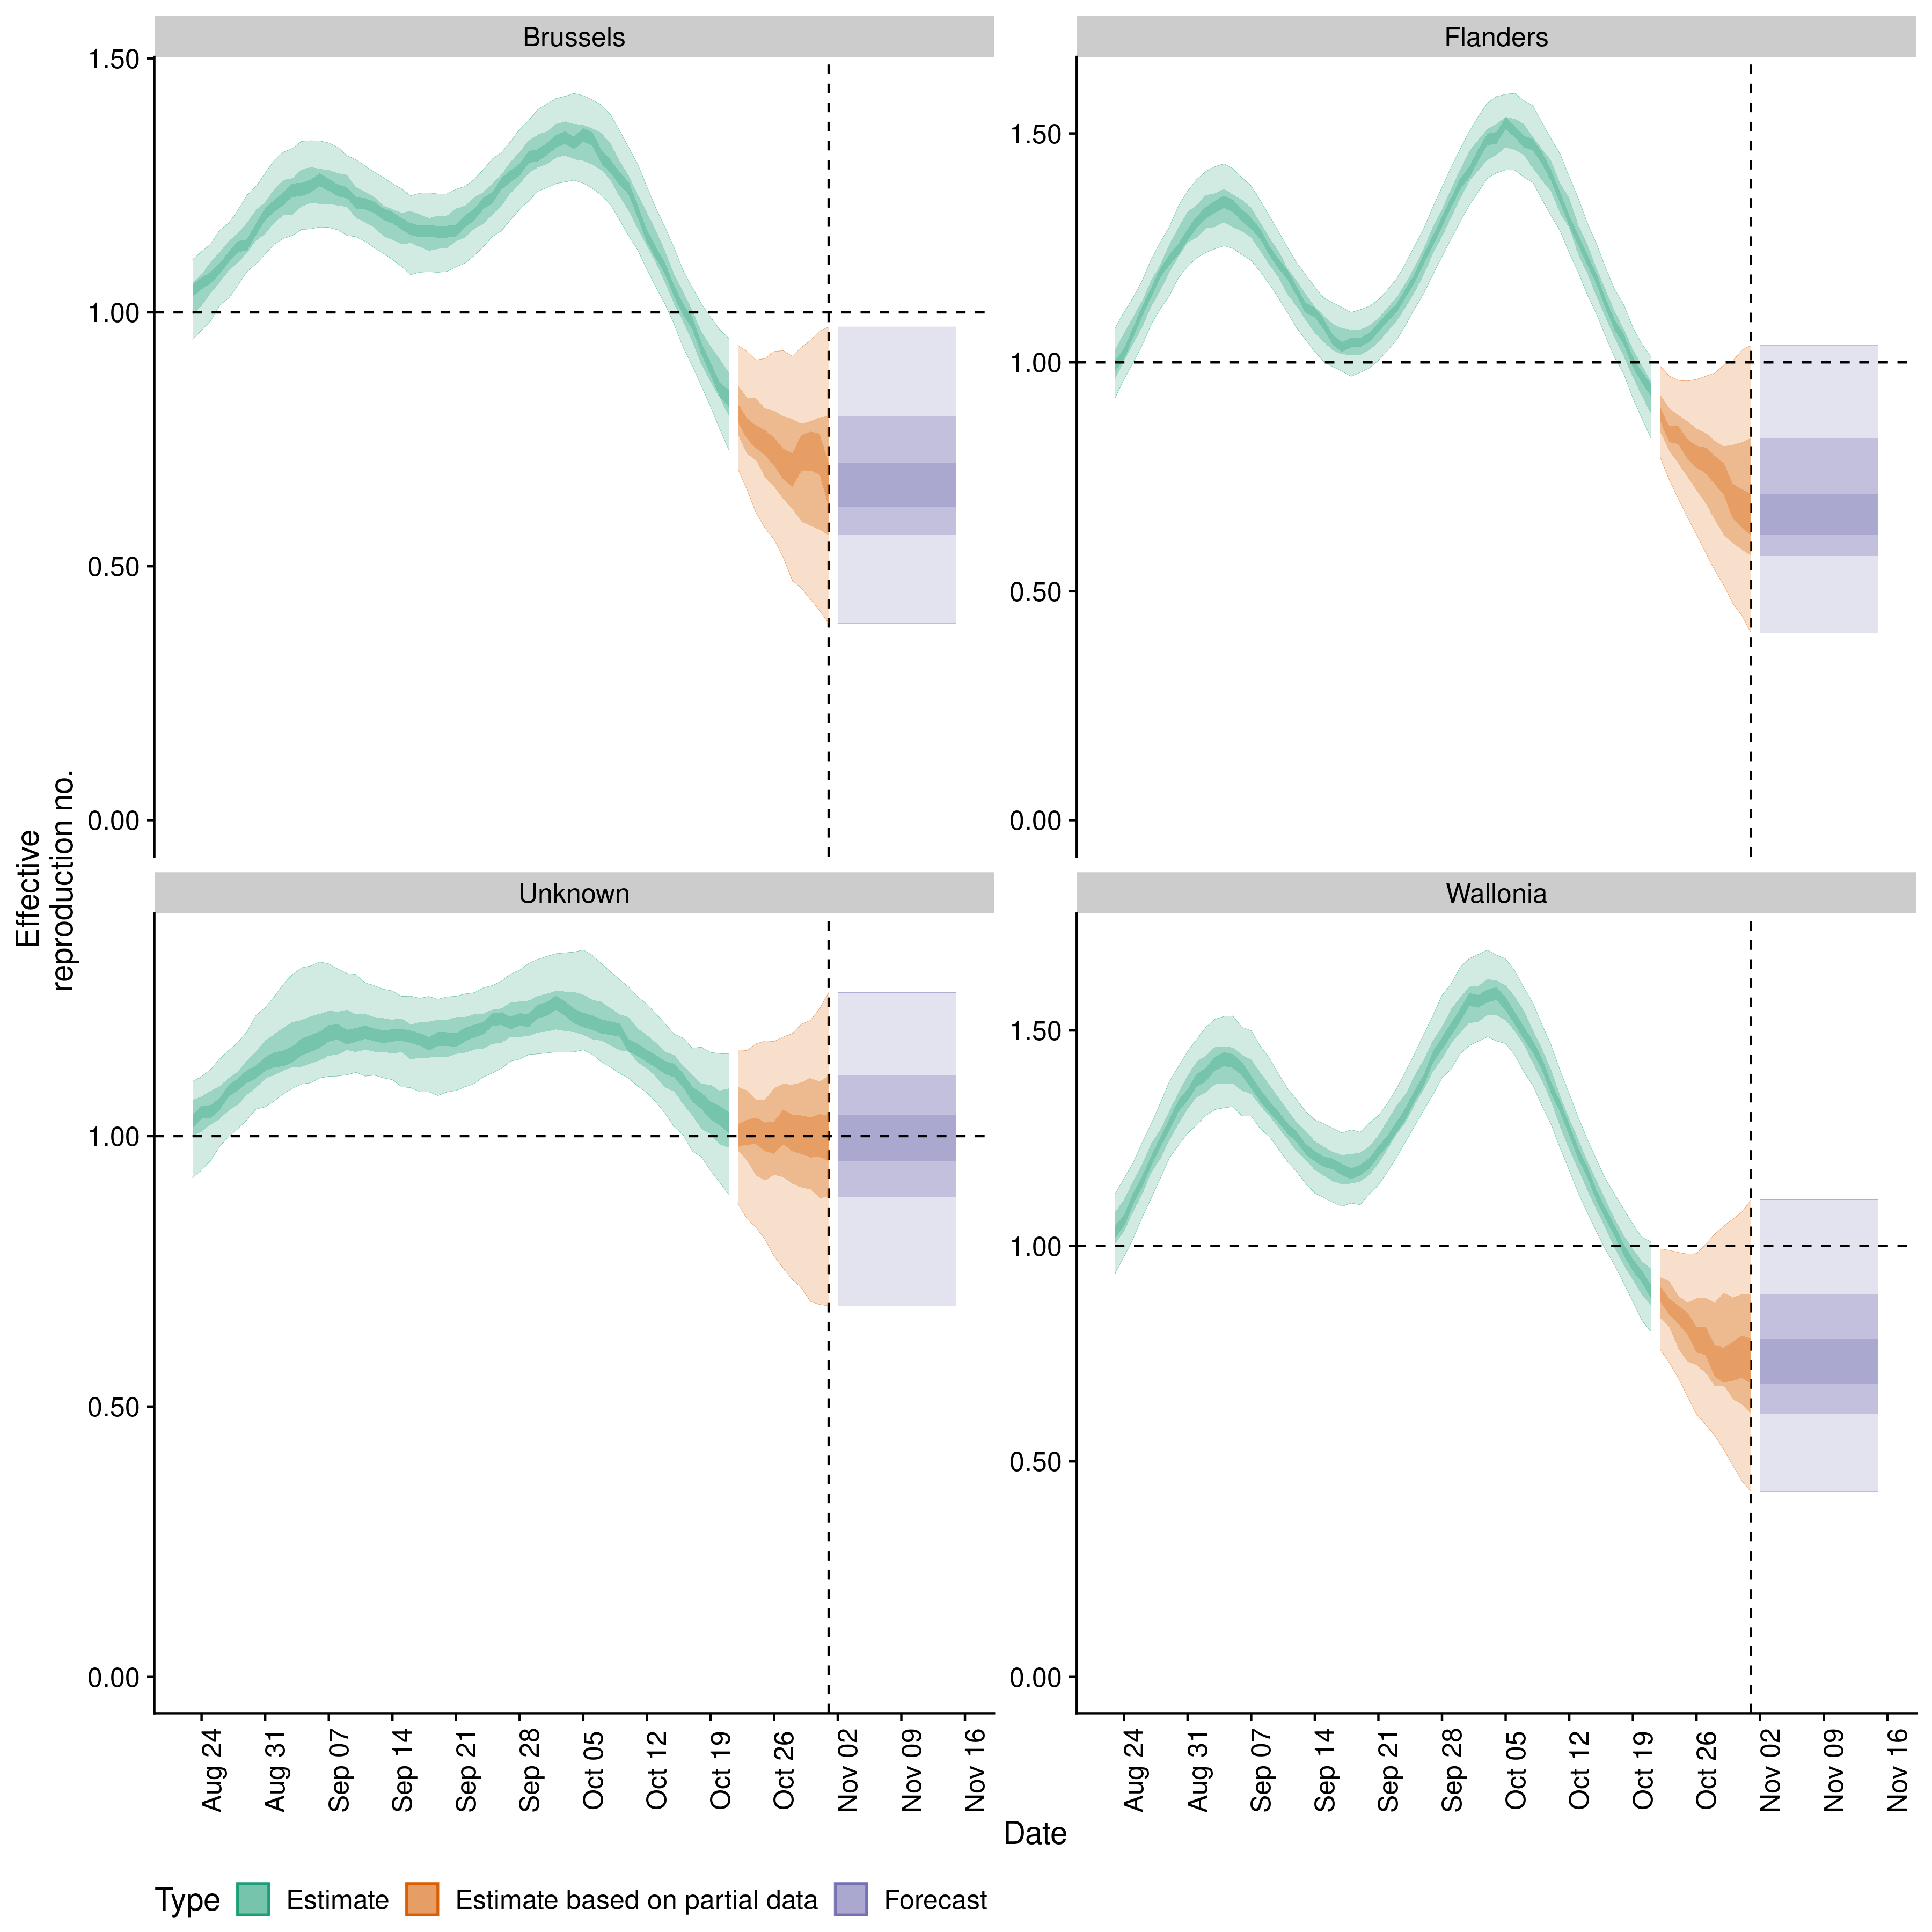 Brussels
Flanders
1.50
1.00
0.50
0.00
1.50
1.00
0.50
0.00
Effective
reproduction no.
Unknown
Wallonia
1.00
0.50
0.00
1.50
1.00
0.50
0.00
Aug 24
Aug 31
Sep 07
Sep 14
Sep 21
Sep 28
Oct 05
Oct 12
Oct 19
Oct 26
Nov 02
Nov 09
Nov 16
Aug 24
Aug 31
Sep 07
Sep 14
Sep 21
Sep 28
Oct 05
Oct 12
Oct 19
Oct 26
Nov 02
Nov 09
Nov 16
Date
Type Estimate Estimate based on partial data Forecast